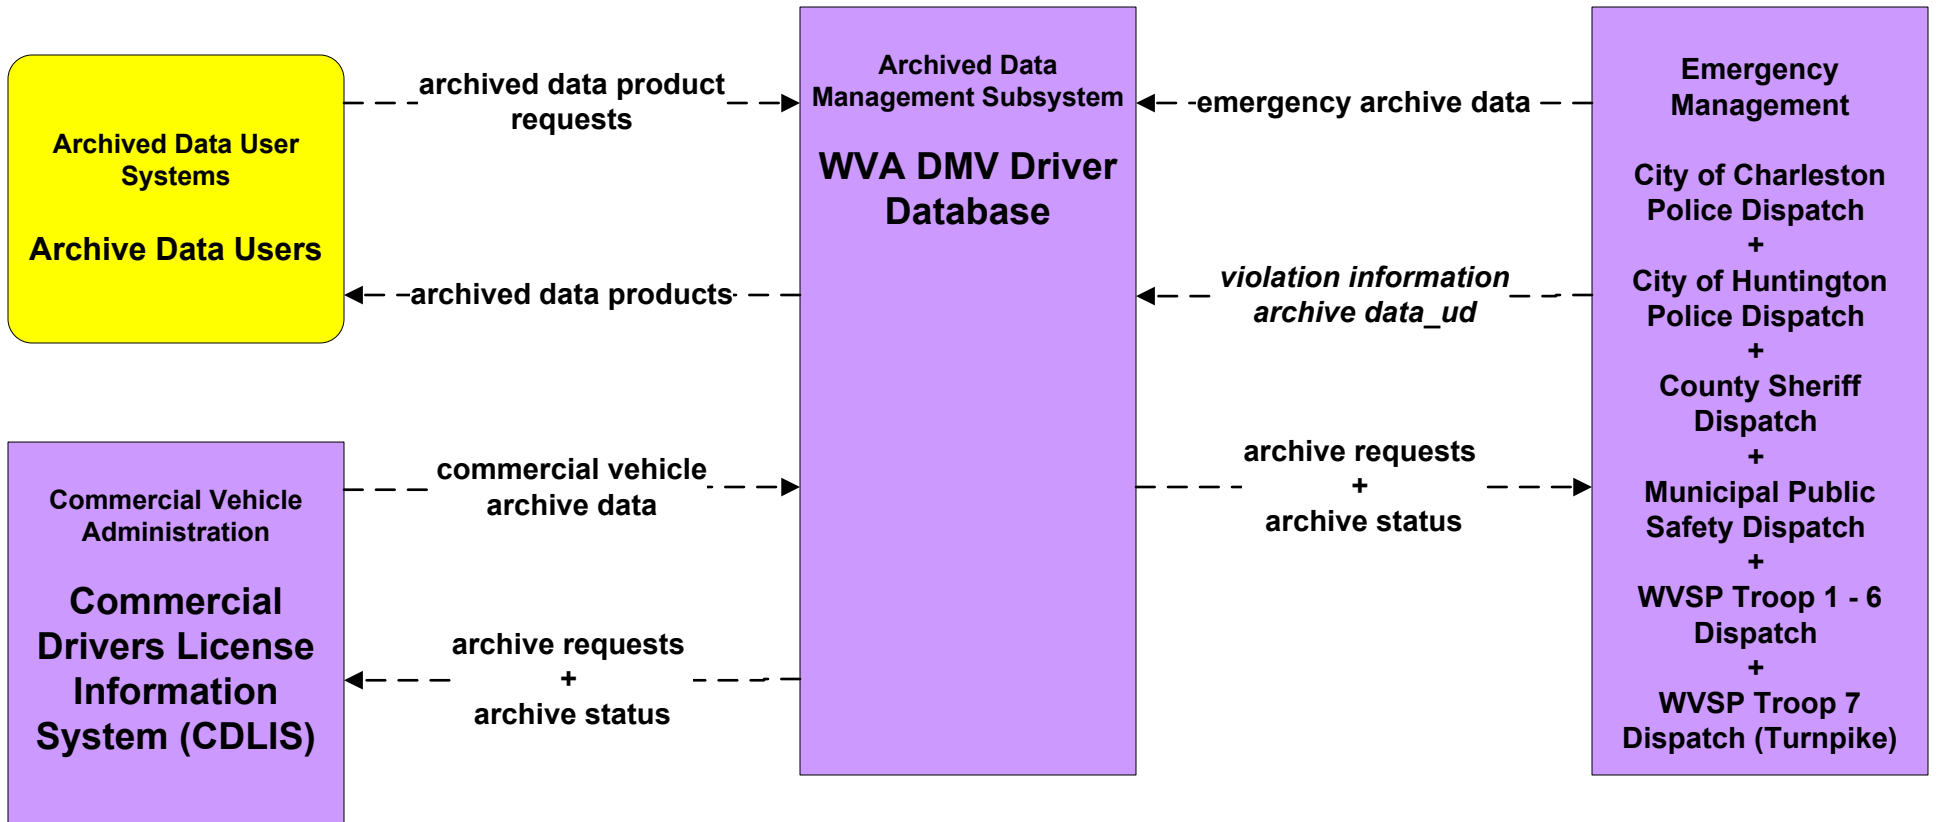 Archived Data User
Systems
Archive Data Users
archived data product
requests
archived data products
Commercial Vehicle
Administration
Commercial
Drivers License
Information
System (CDLIS)
commercial vehicle
archive data
archive requests
+
archive status
Archived Data
Management Subsystem
WVA DMV Driver
Database
emergency archive data
violation information
archive data_ud
archive requests
+
archive status
Emergency
Management
City of Charleston
Police Dispatch
+
City of Huntington
Police Dispatch
+
County Sheriff
Dispatch
+
Municipal Public
Safety Dispatch
+
WVSP Troop 1 - 6
Dispatch
+
WVSP Troop 7
Dispatch (Turnpike)